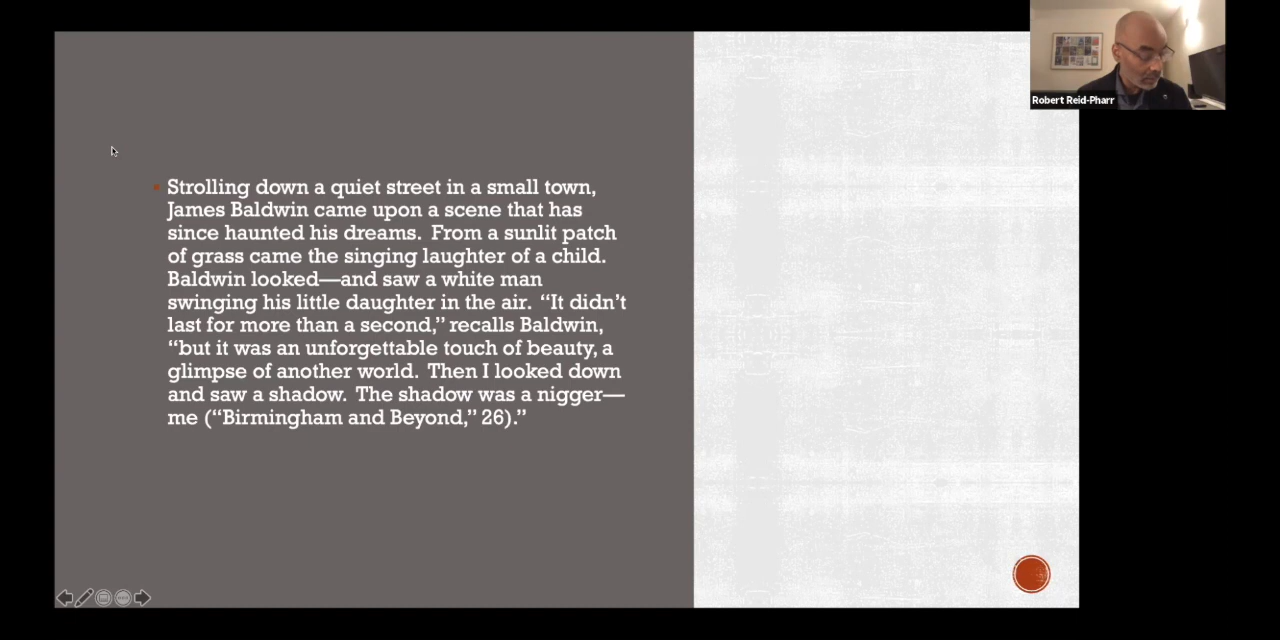 Strolling down a quiet street in a small town,
James Baldwin came upon a scene that has
since haunted his dreams.  From a sunlit patch
of grass came the singing laughter of a child.
Baldwin looked—and saw a white man
swinging his little daughter in the air.  “It didn’t
last for more than a second,” recalls Baldwin,
“but it was an unforgettable touch of beauty, a
glimpse of another world.  Then I looked down
and saw a shadow.  The shadow was a nigger—
me (“Birmingham and Beyond,” 26).”
Robert Reid-Pharr